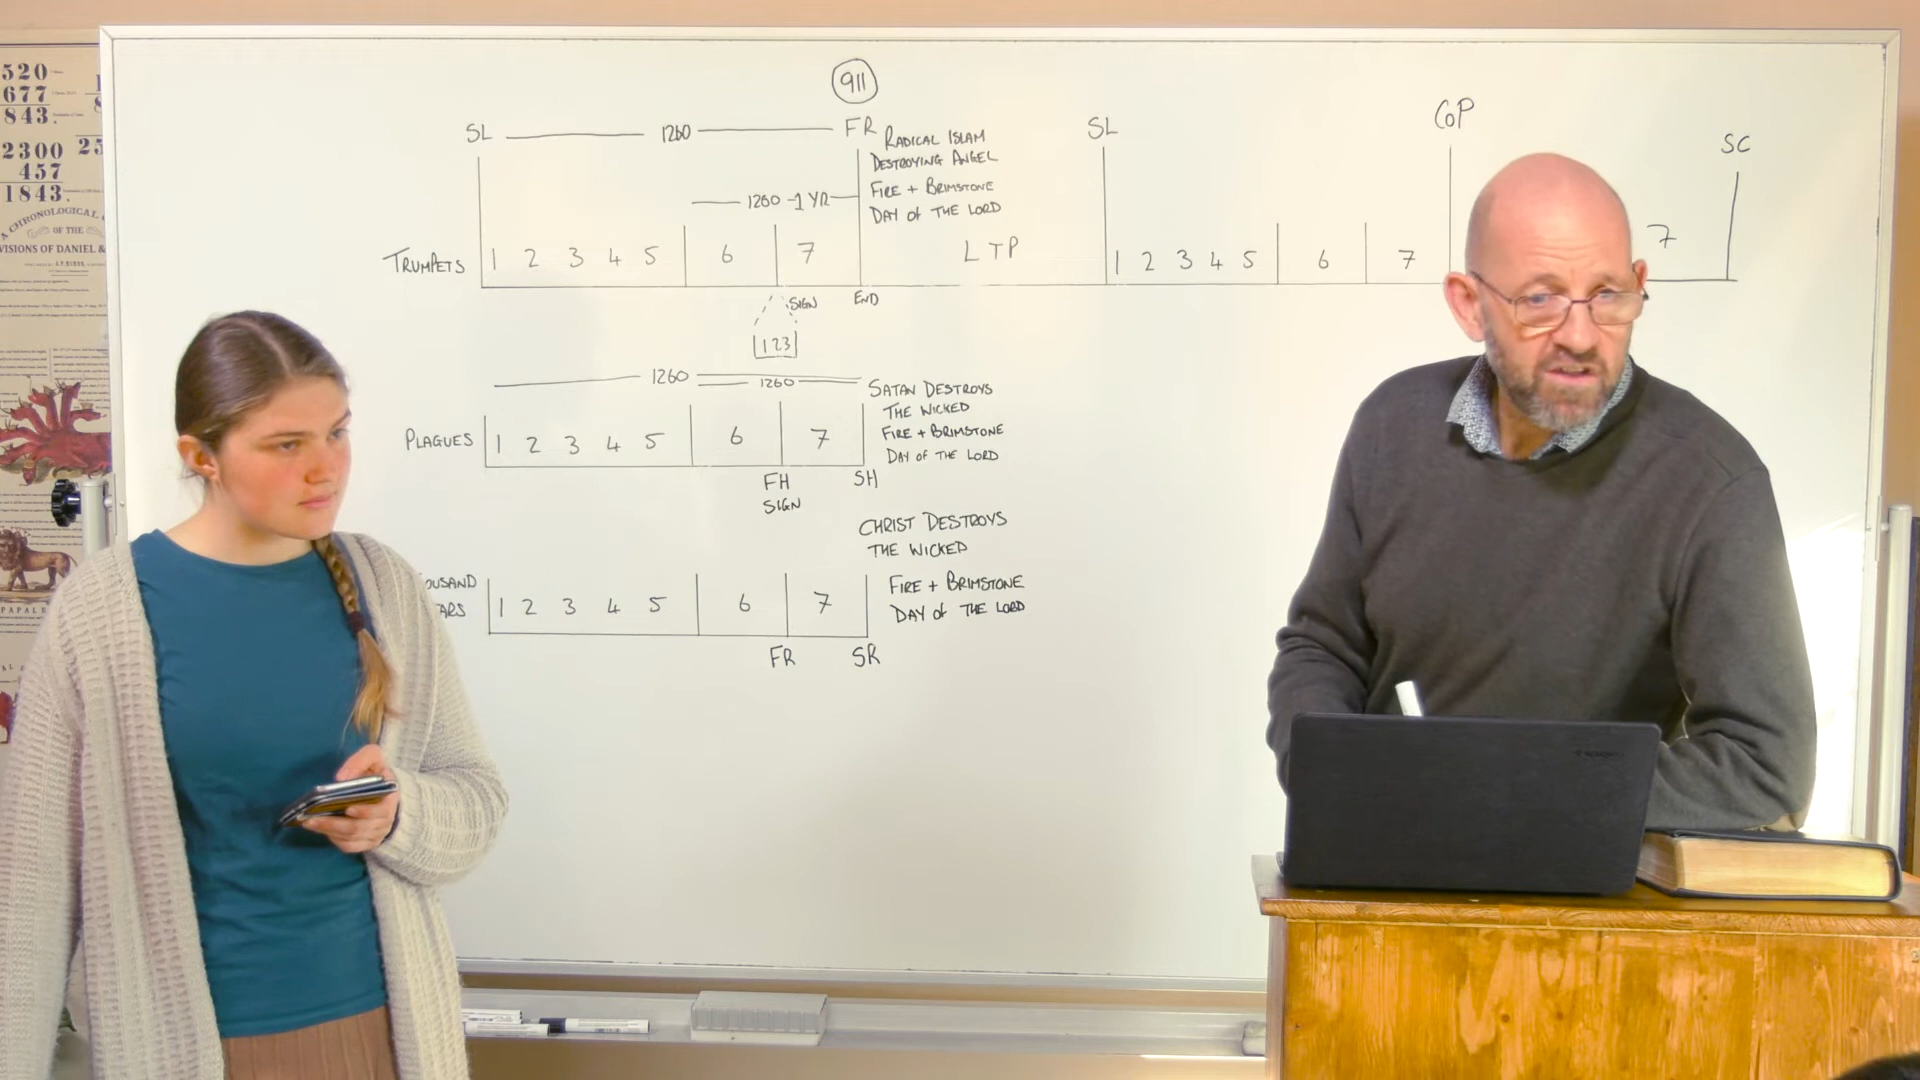 520
677
843.
2300
457
1843.
25
A CHRONOLOGICAL
OF THE
VISIONS OF DANIEL &
PAPAL
911
SL 1260 FR
RADICAL ISLAM
DESTROYING ANGEL
FIRE + BRIMSTONE
DAY OF THE LORD
1260 -1 YR
TRUMPETS 1 2 3 4 5 6 7
LTP
SIGN END
123
SL CoP SC
1 2 3 4 5 6 7 7
1260
1260
SATAN DESTROYS
THE WICKED
FIRE + BRIMSTONE
DAY OF THE LORD
PLAGUES 1 2 3 4 5 6 7
FH SH
SIGN
CHRIST DESTROYS
THE WICKED
FIRE + BRIMSTONE
DAY OF THE LORD
OUSAND
ARS 1 2 3 4 5 6 7
FR SR